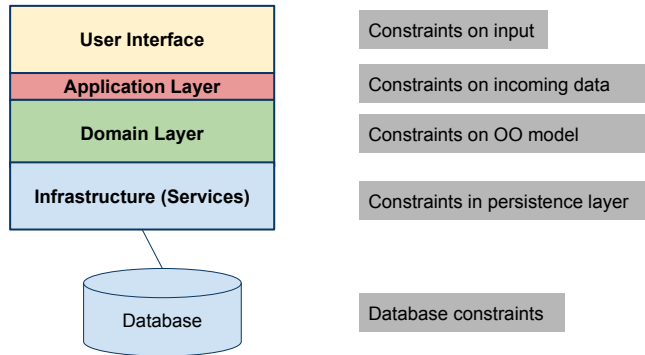 User Interface
Constraints on input
Application Layer
Constraints on incoming data
Domain Layer
Constraints on OO model
Infrastructure (Services)
Constraints in persistence layer
Database
Database constraints